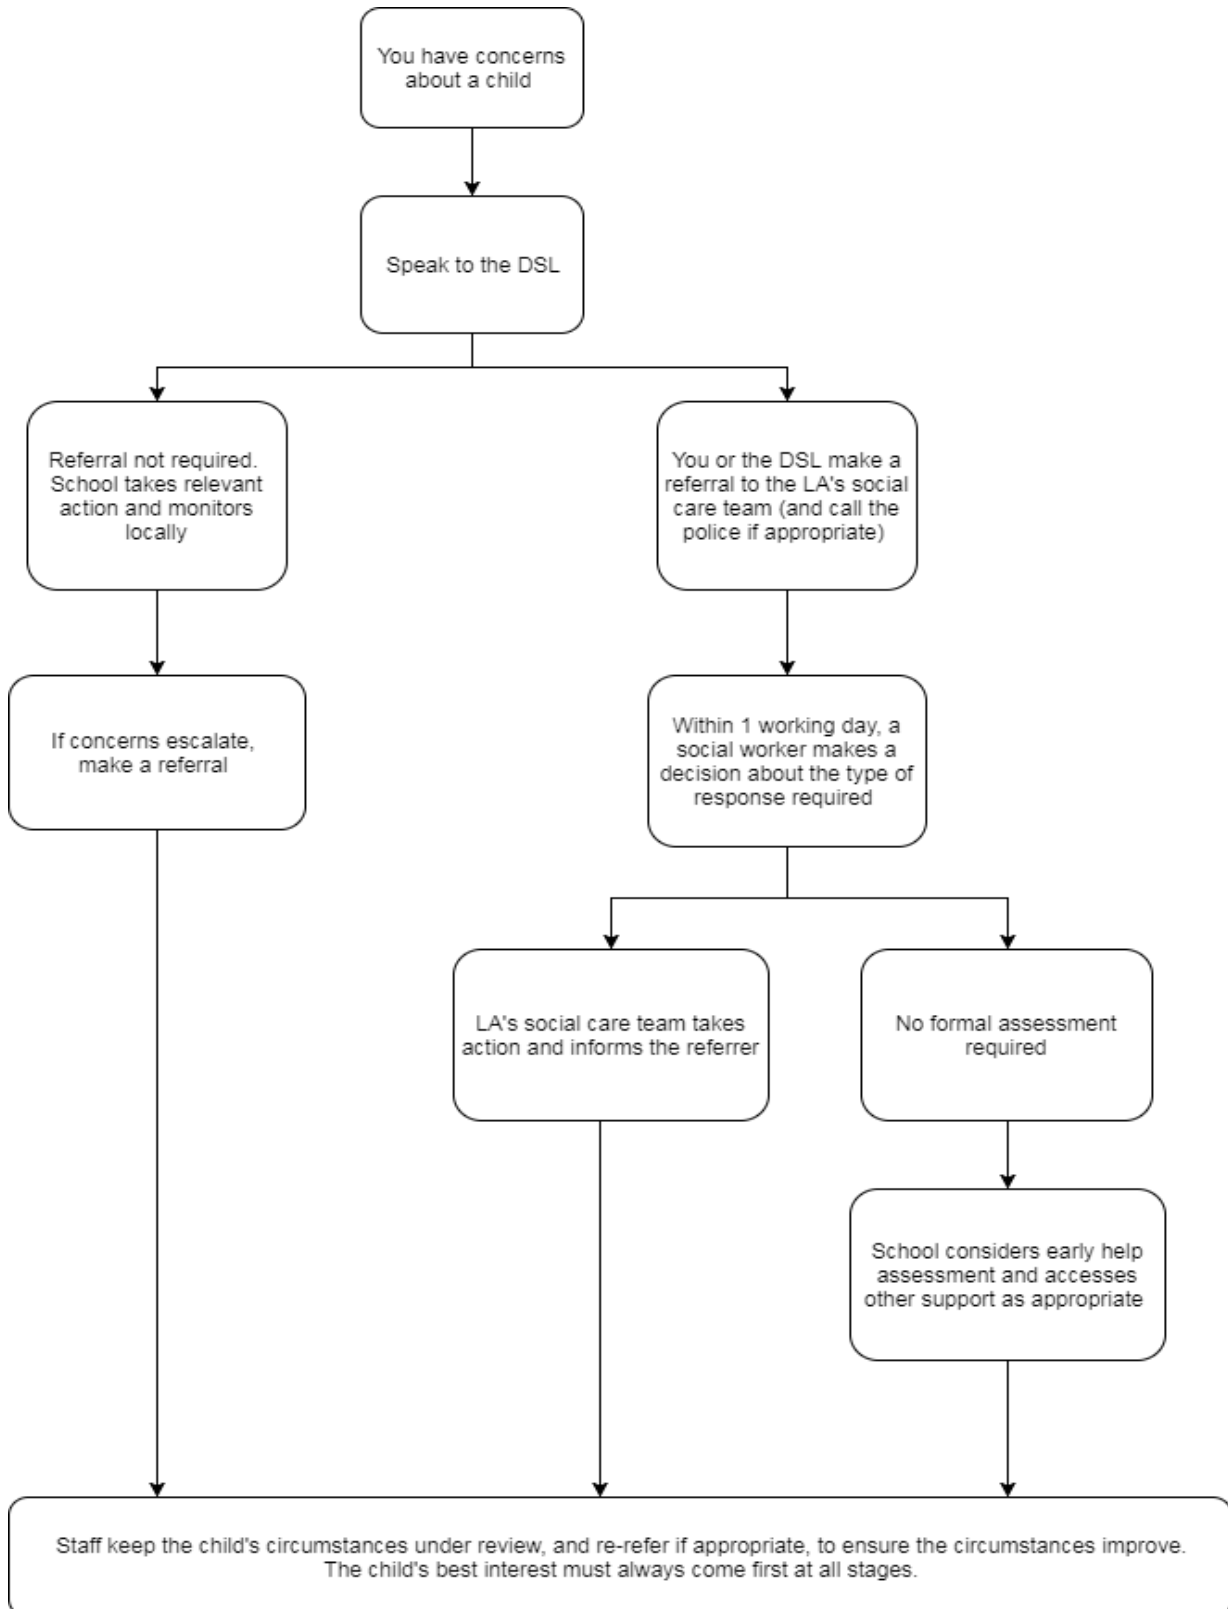 You have concerns
about a child
Speak to the DSL
Referral not required.
School takes relevant
action and monitors
locally
You or the DSL make a
referral to the LA's social
care team (and call the
police if appropriate)
If concerns escalate,
make a referral
Within 1 working day, a
social worker makes a
decision about the type of
response required
LA's social care team takes
action and informs the referrer
No formal assessment
required
School considers early help
assessment and accesses
other support as appropriate
Staff keep the child's circumstances under review, and re-refer if appropriate, to ensure the circumstances improve.
The child's best interest must always come first at all stages.